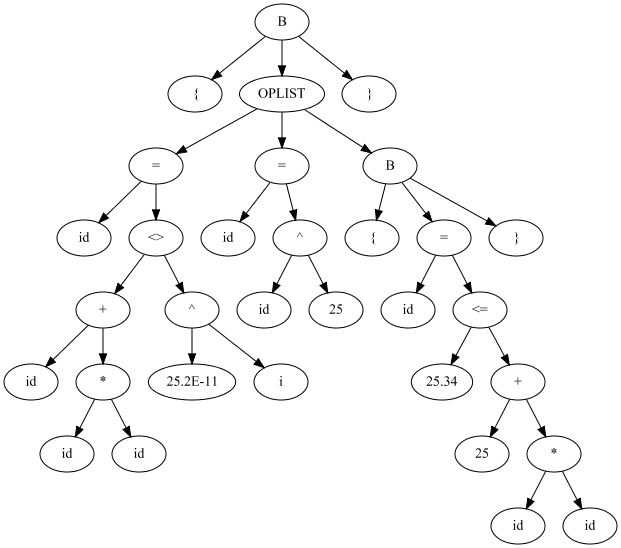 B
{ OPLIST }
= = B
id <> id ^ { = }
+ ^ id 25 id <=
id * 25.2E-11 i 25.34 +
id id 25 *
id id